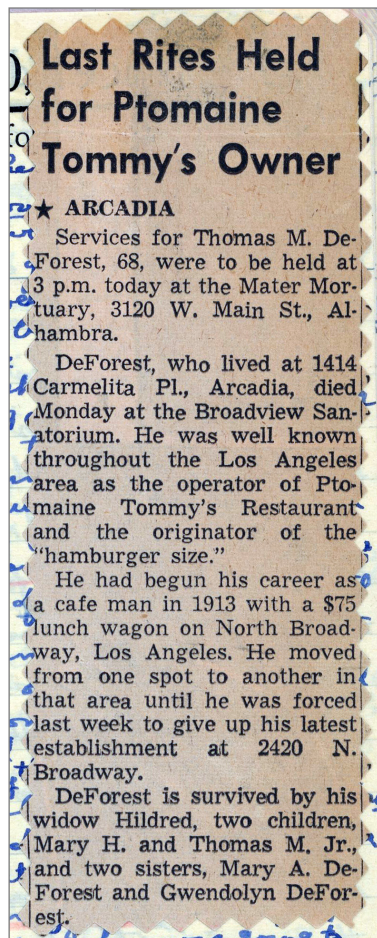 Last Rites Held
for Ptomaine
Tommy's Owner
★ ARCADIA
Services for Thomas M. De-
Forest, 68, were to be held at
3 p.m. today at the Mater Mor-
tuary, 3120 W. Main St., Al-
hambra.
DeForest, who lived at 1414
Carmelita Pl., Arcadia, died
Monday at the Broadview San-
atorium. He was well known
throughout the Los Angeles
area as the operator of Pto-
maine Tommy's Restaurant
and the originator of the
"hamburger size."
He had begun his career as
a cafe man in 1913 with a $75
lunch wagon on North Broad-
way, Los Angeles. He moved
from one spot to another in
that area until he was forced
last week to give up his latest
establishment at 2420 N.
Broadway.
DeForest is survived by his
widow Hildred, two children,
Mary H. and Thomas M. Jr.,
and two sisters, Mary A. De-
Forest and Gwendolyn DeFor-
est.